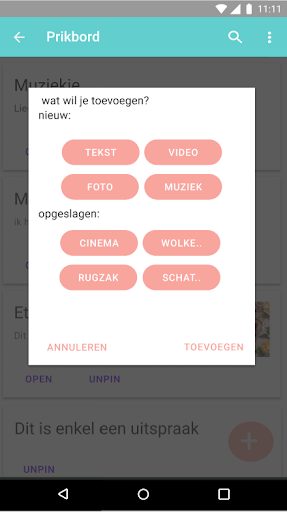 11:11
Prikbord
Muziekje
Lie
wat wil je toevoegen?
nieuw:
TEKST VIDEO
FOTO MUZIEK
opgeslagen:
CINEMA WOLKE..
RUGZAK SCHAT..
ik h
Et
Dit
ANNULEREN TOEVOEGEN
OPEN UNPIN
Dit is enkel een uitspraak
UNPIN